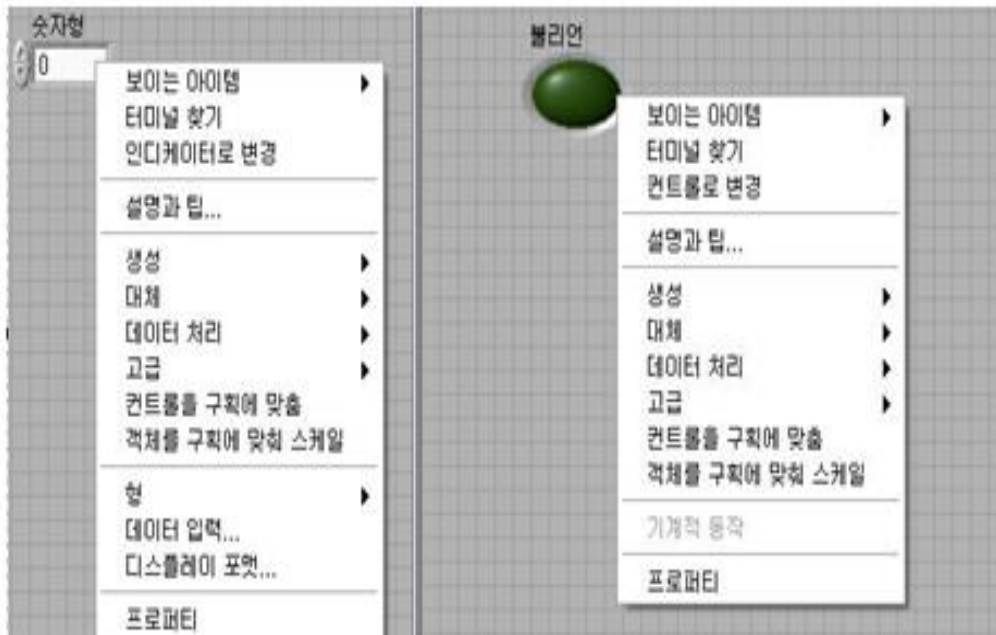 숫자형
0
보이는 아이템
터미널 찾기
인디케이터로 변경
설명과 팁...
생성
대체
데이터 처리
고급
컨트롤을 구획에 맞춤
객체를 구획에 맞춰 스케일
형
데이터 입력...
디스플레이 포맷...
프로퍼티
불리언
보이는 아이템
터미널 찾기
컨트롤로 변경
설명과 팁...
생성
대체
데이터 처리
고급
컨트롤을 구획에 맞춤
객체를 구획에 맞춰 스케일
기계적 동작
프로퍼티